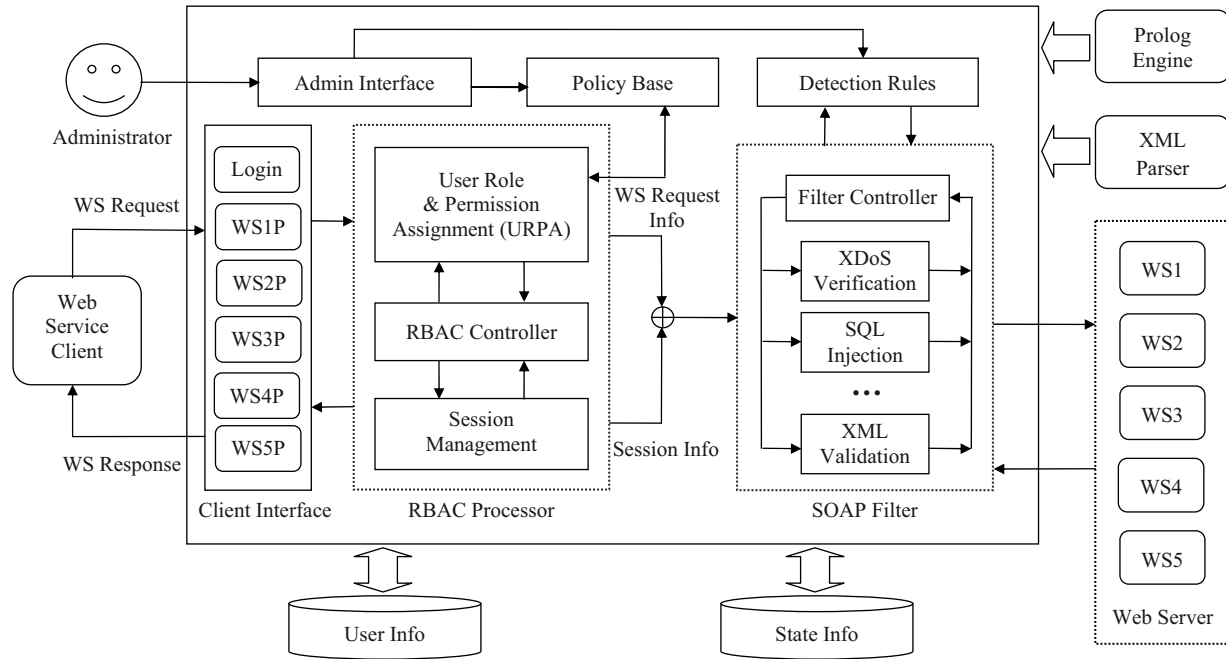 Prolog
Engine
Admin Interface
Policy Base
Detection Rules
Administrator
XML
Parser
Login
WS1P
WS2P
WS3P
WS4P
WS5P
Client Interface
WS Request
Web
Service
Client
WS Response
User Role
& Permission
Assignment (URPA)
RBAC Controller
Session
Management
RBAC Processor
WS Request
Info
Session Info
Filter Controller
XDoS
Verification
SQL
Injection
•••
XML
Validation
SOAP Filter
WS1
WS2
WS3
WS4
WS5
Web Server
User Info
State Info